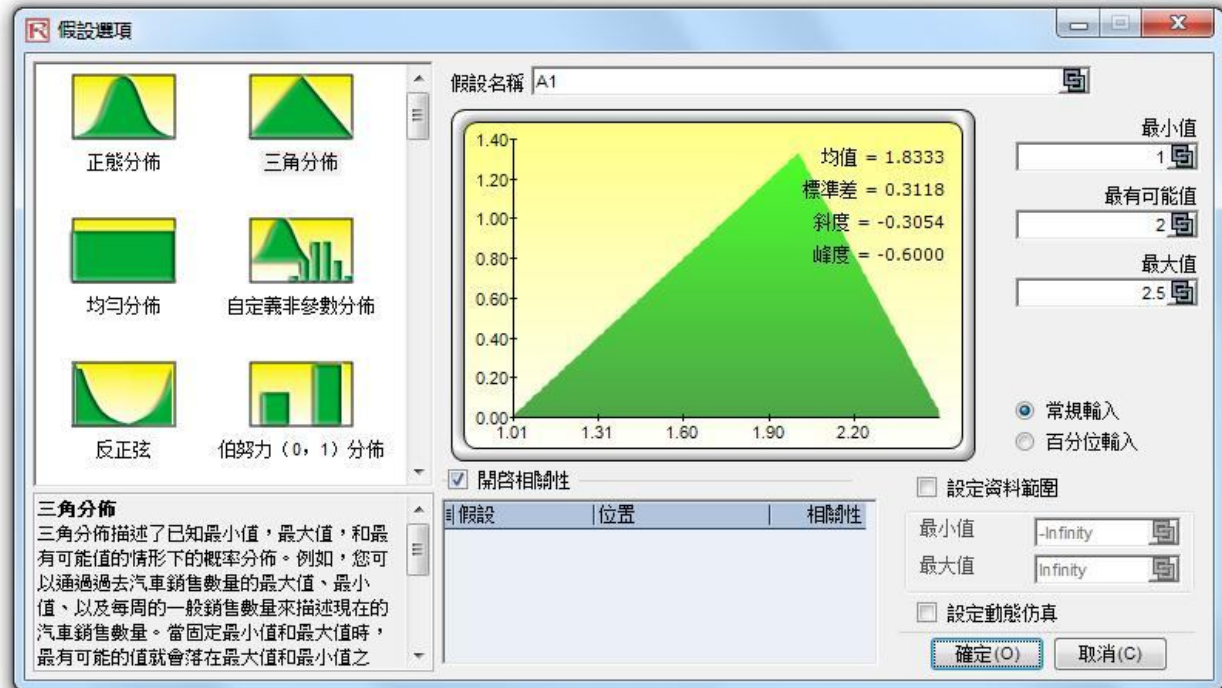 假設選項
正態分佈
三角分佈
均勻分佈
自定義非參數分佈
反正弦
伯努力（0，1）分佈
三角分佈
三角分佈描述了已知最小值，最大值，和最
有可能值的情形下的概率分佈。例如，您可
以通過過去汽車銷售數量的最大值、最小
值、以及每周的一般銷售數量來描述現在的
汽車銷售數量。當固定最小值和最大值時，
最有可能的值就會落在最大值和最小值之
假設名稱 A1
1.40
1.20
1.00
0.80
0.60
0.40
0.20
0.00
1.01 1.31 1.60 1.90 2.20
均值 = 1.8333
標準差 = 0.3118
斜度 = -0.3054
峰度 = -0.6000
最小值
1
最有可能值
2
最大值
2.5
常規輸入
百分位輸入
開啓相關性
假設 位置 相關性
設定資料範圍
最小值 -Infinity
最大值 Infinity
設定動態仿真
確定(O) 取消(C)